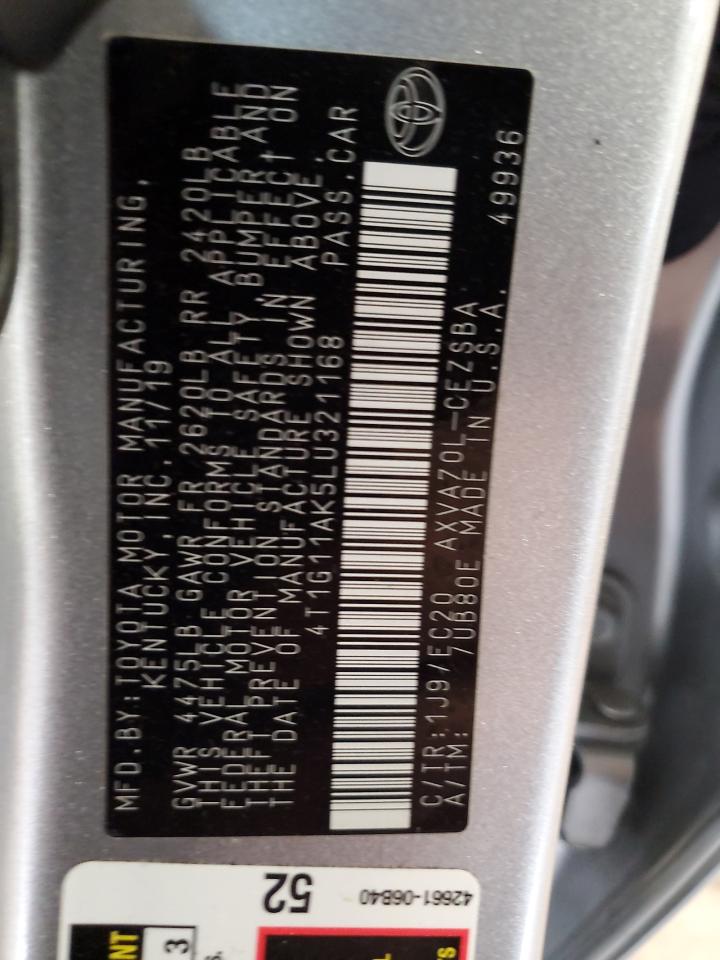 MFD.BY:TOYOTA MOTOR MANUFACTURING,
KENTUCKY,INC. 11/19
GVWR 4475LB GAWR FR 2620LB RR 2420LB
THIS VEHICLE CONFORMS TO ALL APPLICABLE
FEDERAL MOTOR VEHICLE SAFETY, BUMPER, AND
THEFT PREVENTION STANDARDS IN EFFECT ON
THE DATE OF MANUFACTURE SHOWN ABOVE.
4T1G11AK5LU321168 PASS.CAR
C/TR:1J9/EC20 AXVA70L-CEZSBA
A/TM: 7UB80E MADE IN U.S.A. 49936
52
42661-06B40
3